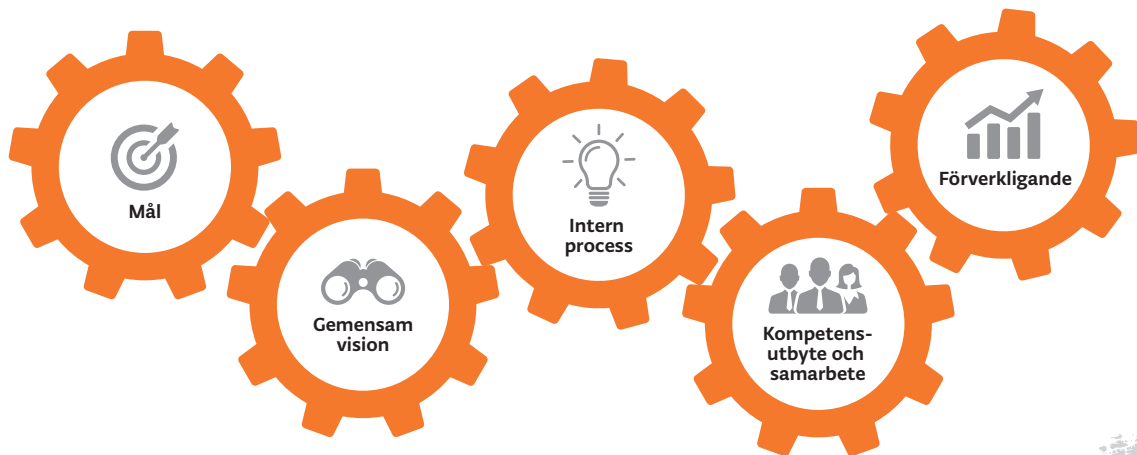 Mål
Gemensam
vision
Intern
process
Kompetens-
utbyte och
samarbete
Förverkligande